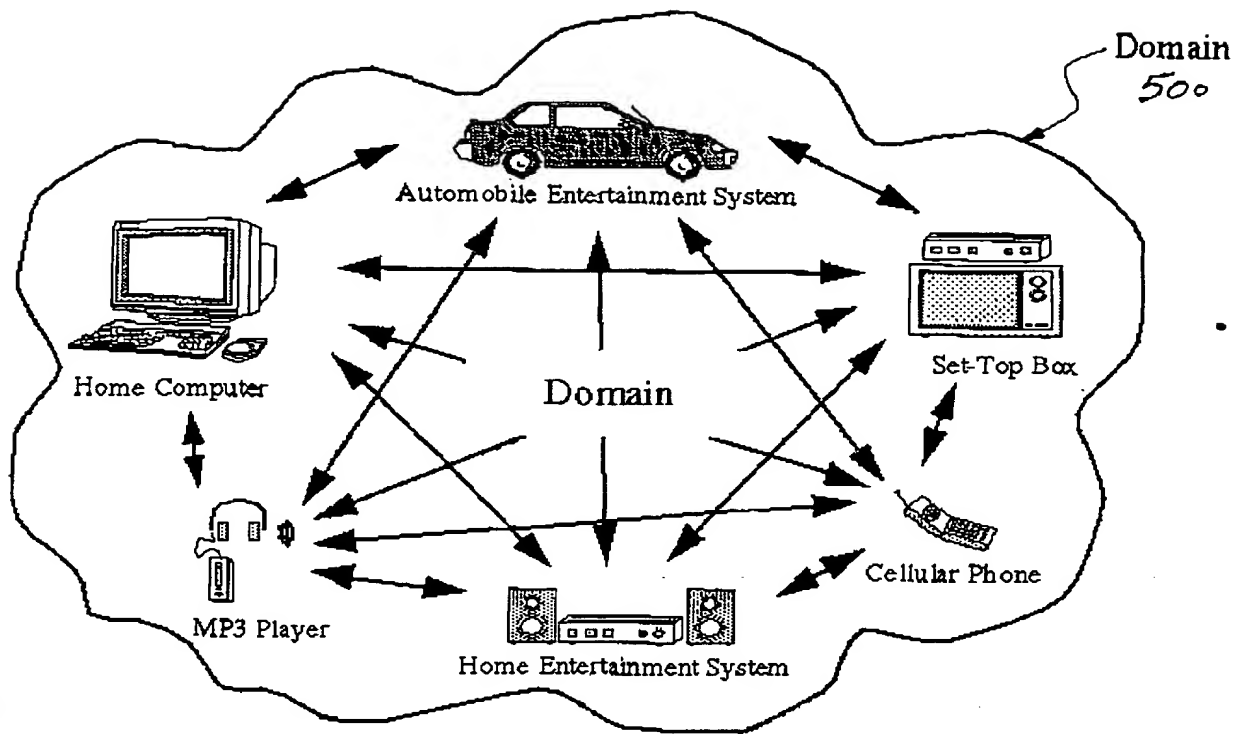 Domain
500
Automobile Entertainment System
Home Computer
Set-Top Box
Domain
MP3 Player
Cellular Phone
Home Entertainment System